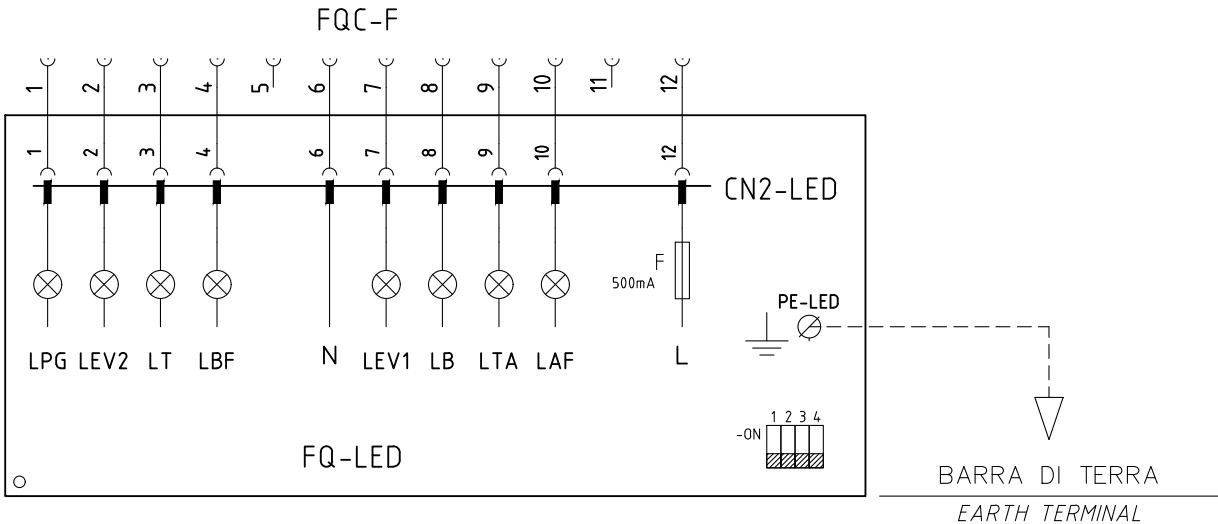 FQC-F
1 2 3 4 5 6 7 8 9 10 11 12
1 2 3 4 6 7 8 9 10 12
CN2-LED
F
500mA
PE-LED
LPG LEV2 LT LBF N LEV1 LB LTA LAF L
1 2 3 4
-ON
FQ-LED
BARRA DI TERRA
EARTH TERMINAL